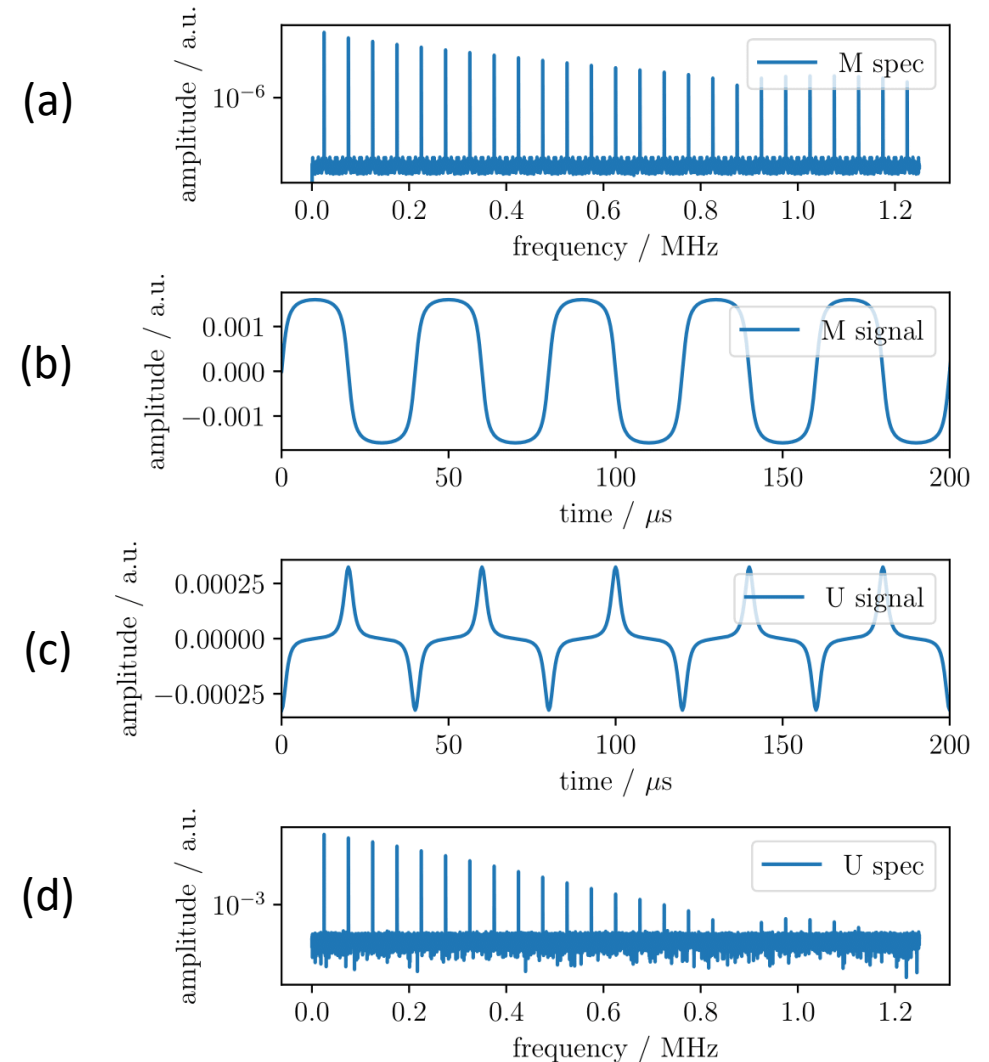 (a)
amplitude / a.u.
10⁻⁶
M spec
0.0 0.2 0.4 0.6 0.8 1.0 1.2
frequency / MHz
(b)
amplitude / a.u.
0.001
0.000
−0.001
M signal
0 50 100 150 200
time / μs
(c)
amplitude / a.u.
0.00025
0.00000
−0.00025
U signal
0 50 100 150 200
time / μs
(d)
amplitude / a.u.
10⁻³
U spec
0.0 0.2 0.4 0.6 0.8 1.0 1.2
frequency / MHz